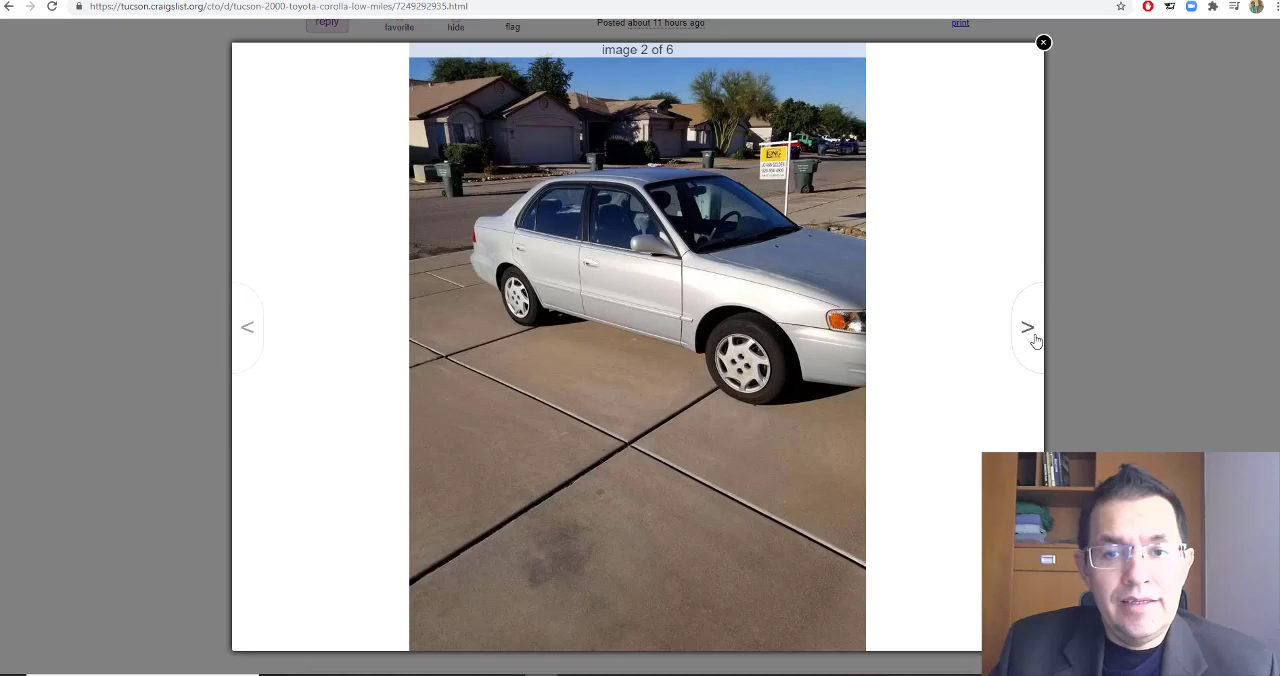 https://tucson.craigslist.org/cto/d/tucson-2000-toyota-corolla-low-miles/7249292935.html
reply
favorite
hide
flag
Posted about 11 hours ago
print
image 2 of 6
LONG
<
>